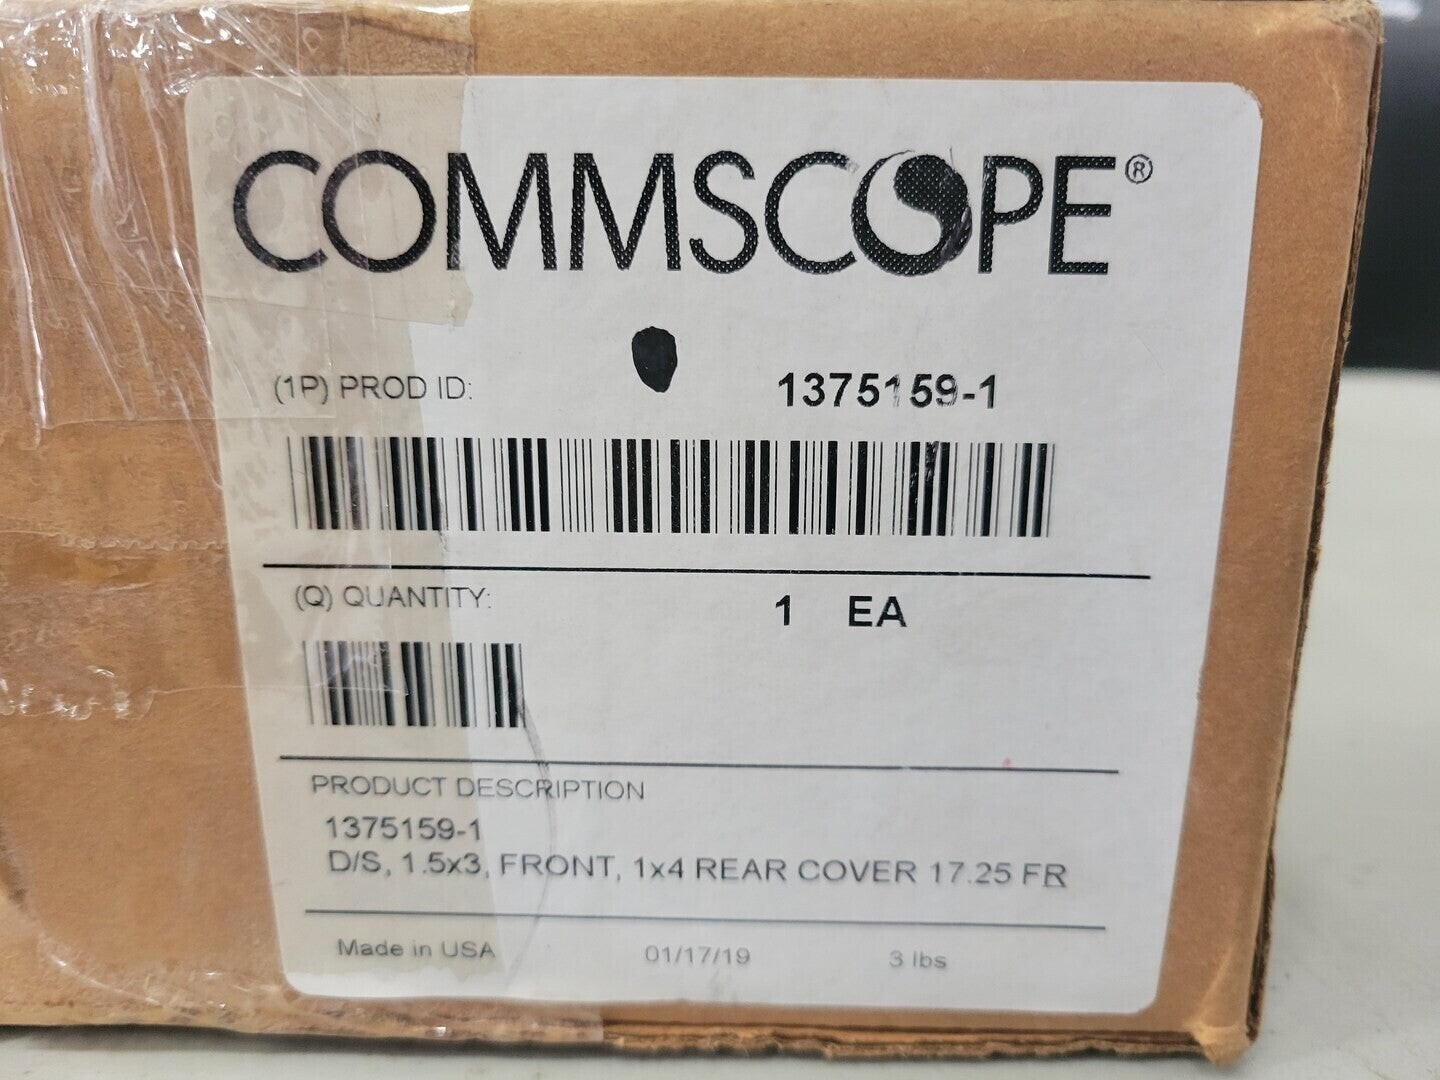 COMMSCOPE®
(1P) PROD ID: 1375159-1
(Q) QUANTITY: 1 EA
PRODUCT DESCRIPTION
1375159-1
D/S, 1.5x3, FRONT, 1x4 REAR COVER 17.25 FR
Made in USA 01/17/19 3 lbs